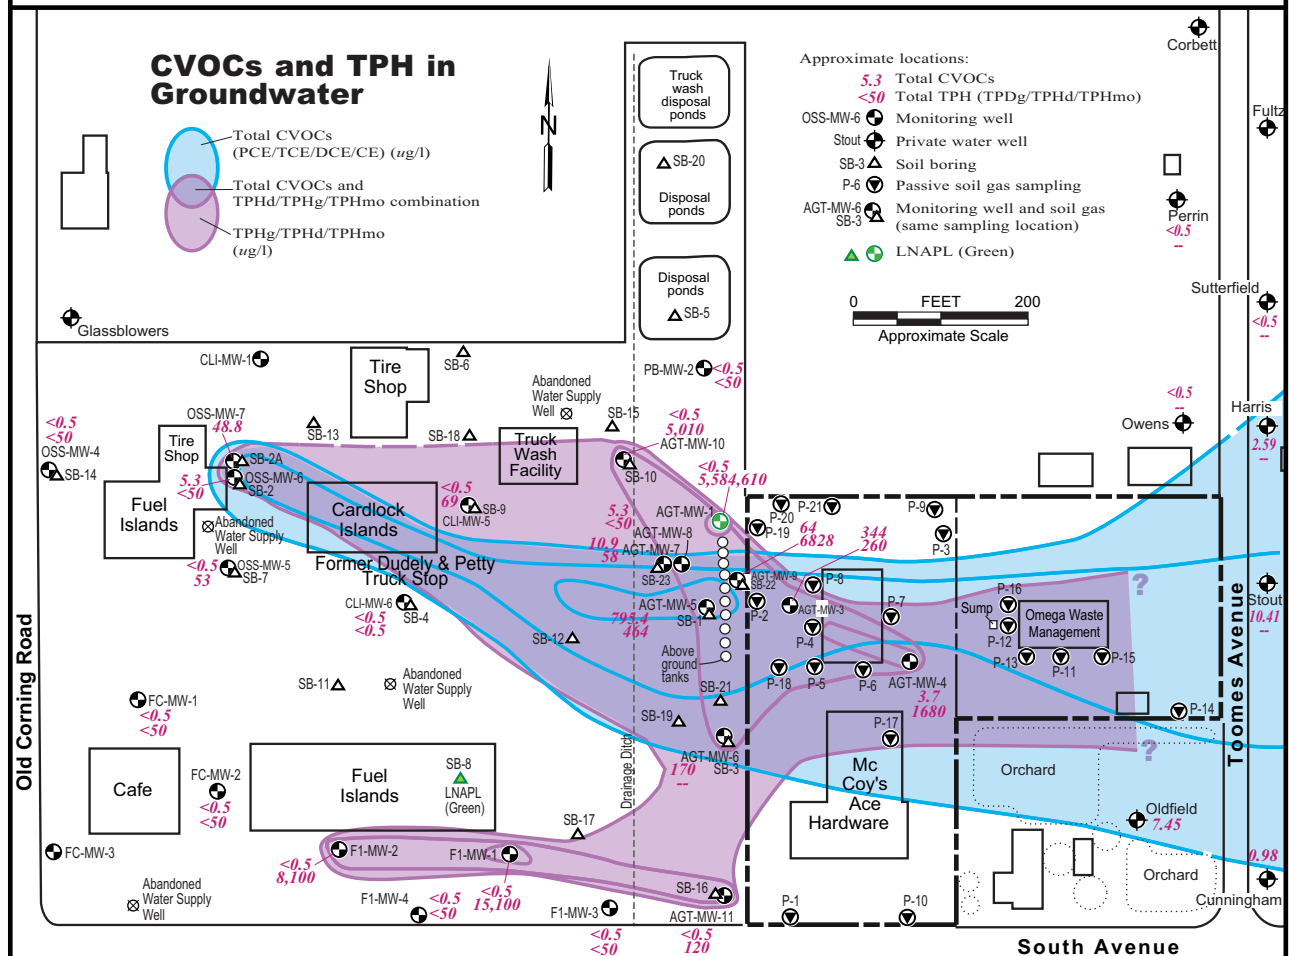 CVOCs and TPH in
Groundwater
Total CVOCs
(PCE/TCE/DCE/CE) (ug/l)
Total CVOCs and
TPHd/TPHg/TPHmo combination
TPHg/TPHd/TPHmo
(ug/l)
N
Truck
wash
disposal
ponds
SB-20
Disposal
ponds
Disposal
ponds
SB-5
Approximate locations:
5.3 Total CVOCs
<50 Total TPH (TPDg/TPHd/TPHmo)
OSS-MW-6 Monitoring well
Stout Private water well
SB-3 Soil boring
P-6 Passive soil gas sampling
AGT-MW-6 Monitoring well and soil gas
SB-3 (same sampling location)
LNAPL (Green)
0 FEET 200
Approximate Scale
Corbett
Fultz
Perrin
<0.5
--
Sutterfield
<0.5
--
Glassblowers
CLI-MW-1
Tire
Shop
SB-6
PB-MW-2
<0.5
<50
Abandoned
Water Supply
Well
SB-15
<0.5
5,010
AGT-MW-10
SB-10
<0.5
--
Owens
Harris
2.59
--
<0.5
<50
OSS-MW-4
SB-14
OSS-MW-7
48.8
Tire
Shop
SB-2A
OSS-MW-6
SB-2
5.3
<50
SB-13
SB-18
Truck
Wash
Facility
<0.5
5,584,610
AGT-MW-1
Fuel
Islands
Abandoned
Water Supply
Well
Cardlock
Islands
<0.5
69
SB-9
CLI-MW-5
5.3
<50
AGT-MW-8
10.9
58
AGT-MW-7
SB-23
P-20
P-21
P-19
P-9
P-3
64
6828
344
260
AGT-MW-9
SB-22
<0.5
53
OSS-MW-5
SB-7
Former Dudely & Petty
Truck Stop
CLI-MW-6
SB-4
<0.5
<0.5
AGT-MW-5
SB-1
795.4
464
P-2
AGT-MW-3
P-8
P-7
P-4
P-16
Sump
P-12
Omega Waste
Management
P-13
P-11
P-15
?
Stout
10.41
--
SB-12
Above
ground
tanks
P-18
P-5
P-6
AGT-MW-4
3.7
1680
SB-11
Abandoned
Water Supply
Well
SB-21
SB-19
P-14
FC-MW-1
<0.5
<50
AGT-MW-6
SB-3
170
--
P-17
?
Old Corning Road
Toomes Avenue
Drainage Ditch
Cafe
FC-MW-2
<0.5
<50
Fuel
Islands
SB-8
LNAPL
(Green)
Mc
Coy's
Ace
Hardware
Orchard
Oldfield
7.45
SB-17
FC-MW-3
F1-MW-2
<0.5
8,100
F1-MW-1
<0.5
15,100
Orchard
0.98
Cunningham
Abandoned
Water Supply
Well
F1-MW-4
<0.5
<50
F1-MW-3
<0.5
<50
SB-16
AGT-MW-11
<0.5
120
P-1
P-10
South Avenue